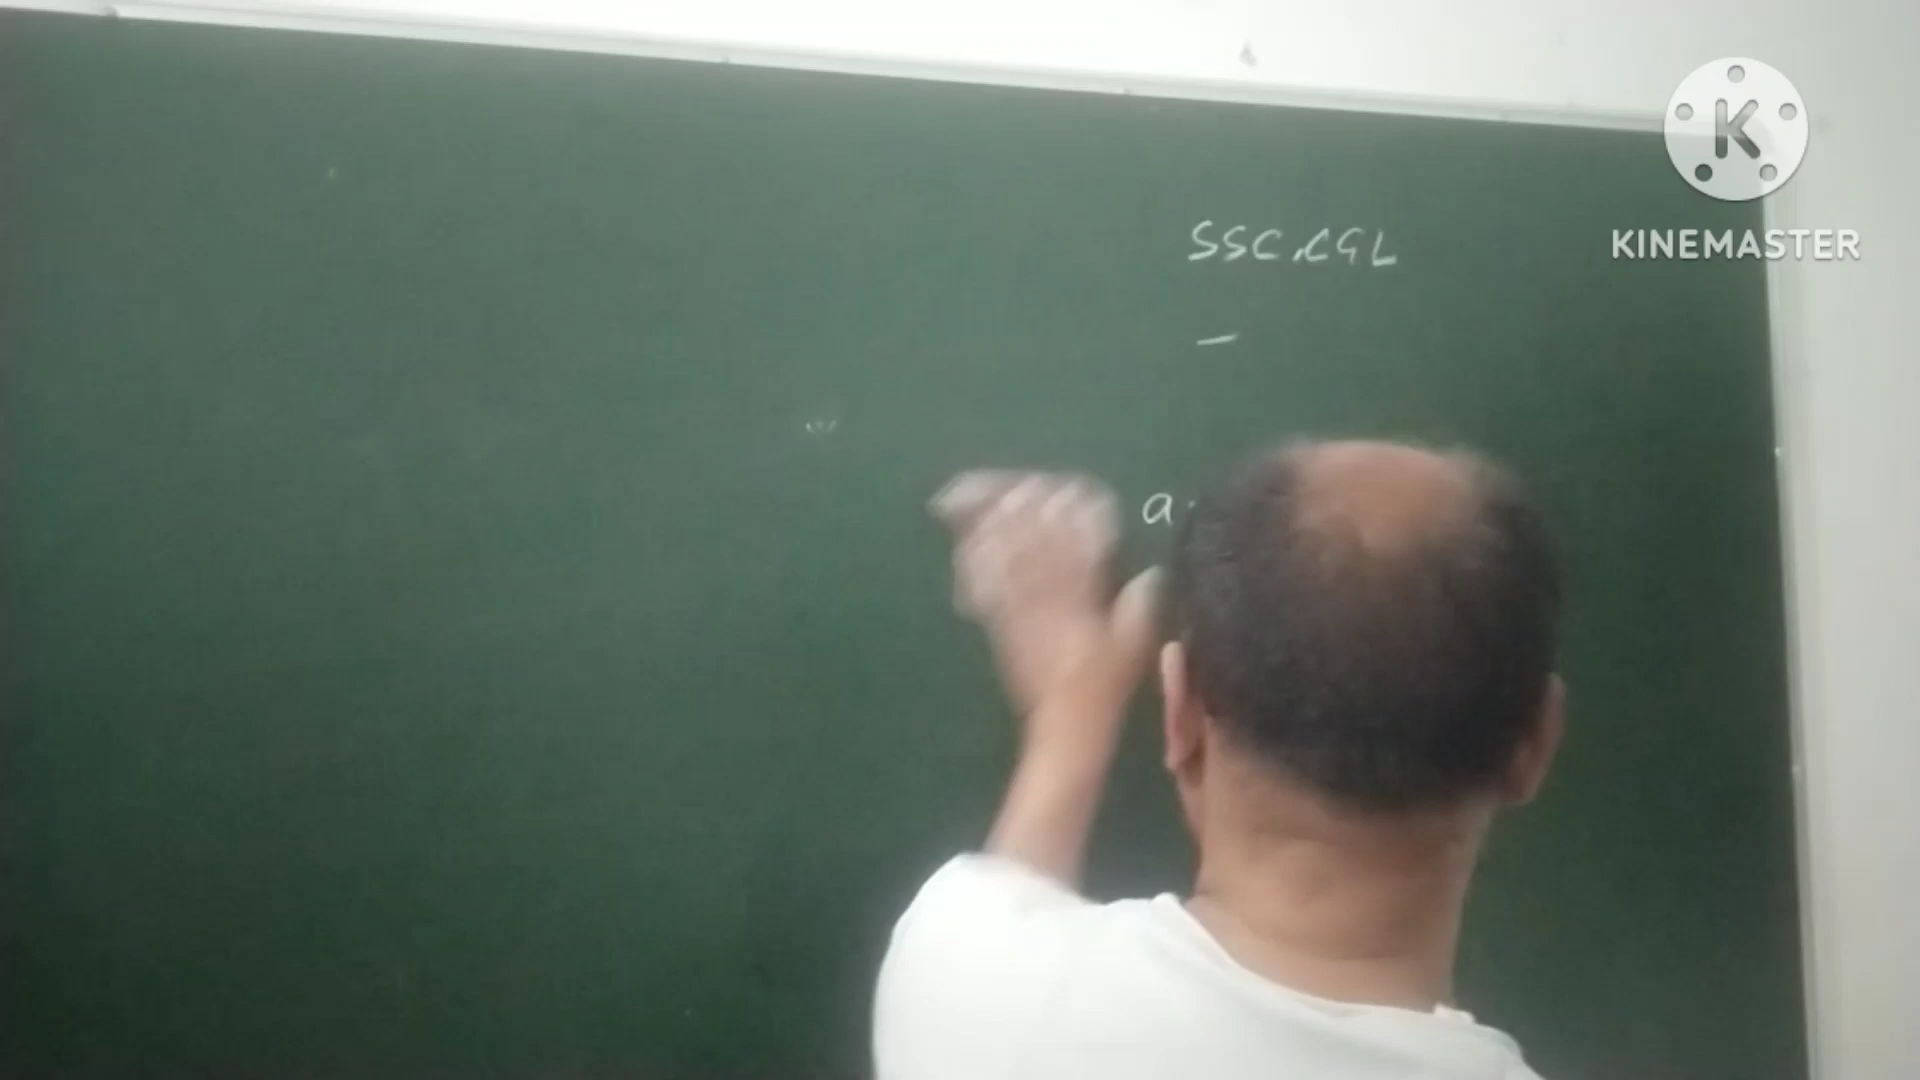 SSC, CGL
K
KINEMASTER
–
a